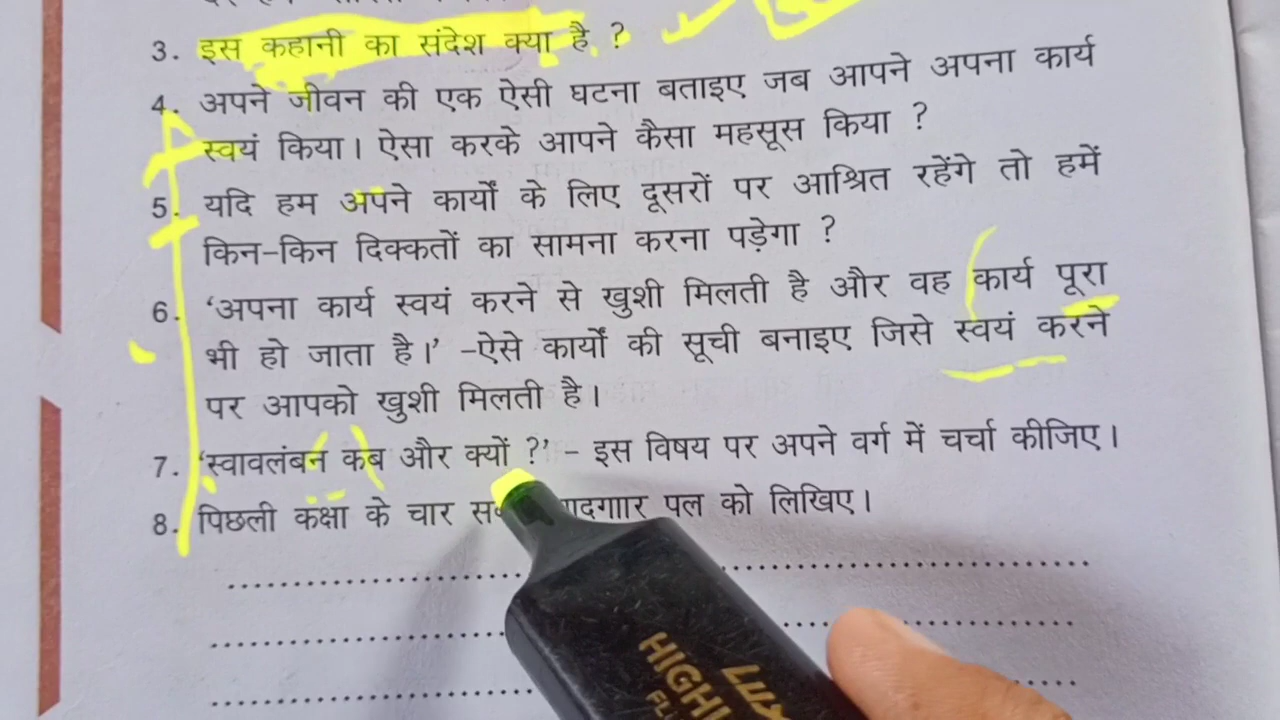 3. इस कहानी का संदेश क्या है ?
4. अपने जीवन की एक ऐसी घटना बताइए जब आपने अपना कार्य
स्वयं किया। ऐसा करके आपने कैसा महसूस किया ?
5. यदि हम अपने कार्यों के लिए दूसरों पर आश्रित रहेंगे तो हमें
किन-किन दिक्कतों का सामना करना पड़ेगा ?
6. ‘अपना कार्य स्वयं करने से खुशी मिलती है और वह कार्य पूरा
भी हो जाता है।’ -ऐसे कार्यों की सूची बनाइए जिसे स्वयं करने
पर आपको खुशी मिलती है।
7. ‘स्वावलंबन कब और क्यों ?’ - इस विषय पर अपने वर्ग में चर्चा कीजिए।
8. पिछली कक्षा के चार पल को लिखिए।
HIGHL